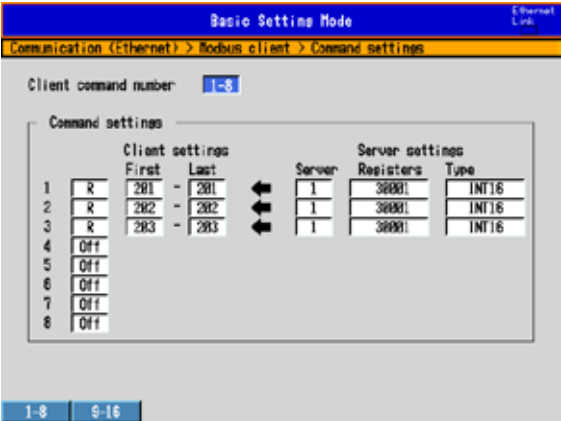 Basic Setting Mode
Ethernet
Link
Communication (Ethernet) > Modbus client > Command settings
Client command number 1-8
Command settings
Client settings Server settings
First Last Server Registers Type
1 R 201 - 201 1 30001 INT16
2 R 202 - 202 1 30001 INT16
3 R 203 - 203 1 30001 INT16
4 Off
5 Off
6 Off
7 Off
8 Off
1-8 9-16